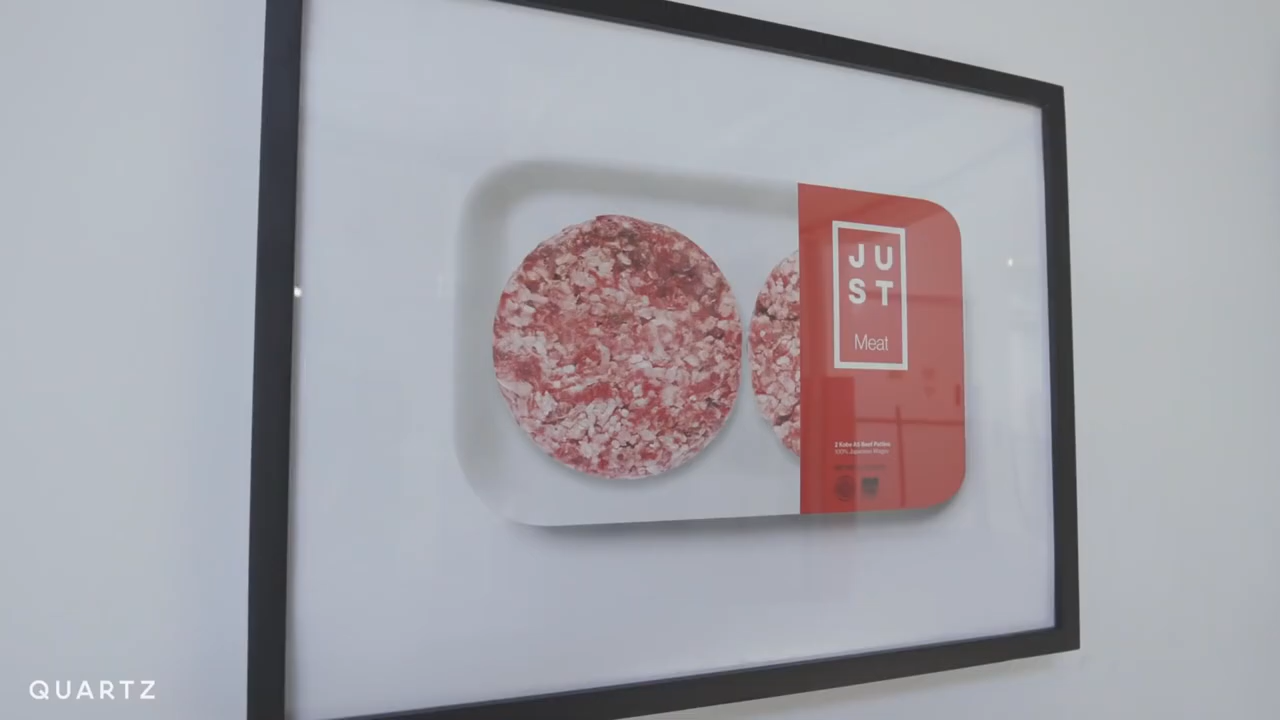 JU
ST
Meat
2 Kobe A5 Beef Patties
100% Japanese Wagyu
QUARTZ